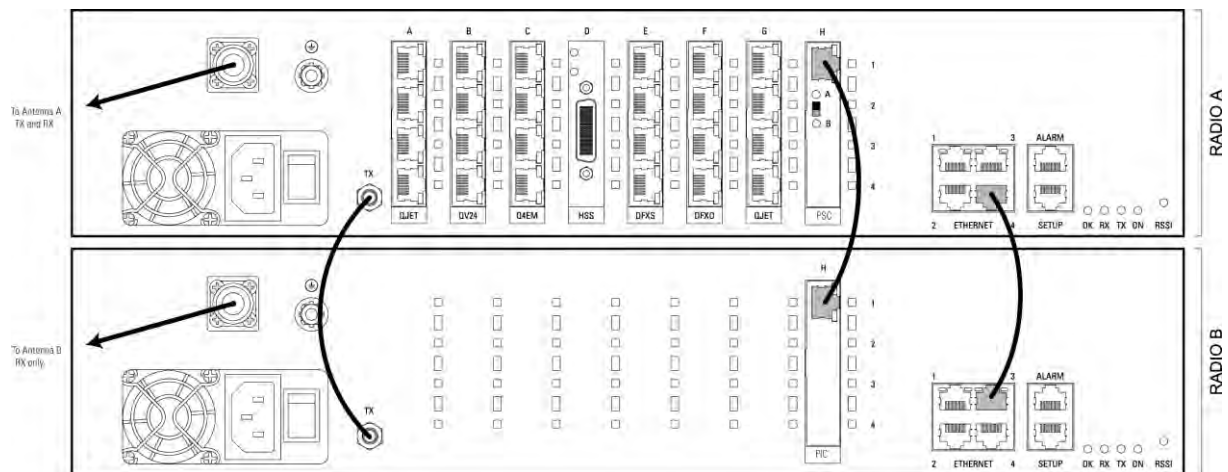 A B C D E F G H
1
To Antenna A
TX and RX
2
A
B
3
1 3 ALARM
RADIO A
TX
4
QJET QV24 Q4EM HSS DFXS DFXO QJET PSC
2 ETHERNET 4 SETUP OK RX TX ON RSSI
H
1
To Antenna B
RX only
2
3
1 3 ALARM
RADIO B
TX
4
PIC
2 ETHERNET 4 SETUP OK RX TX ON RSSI